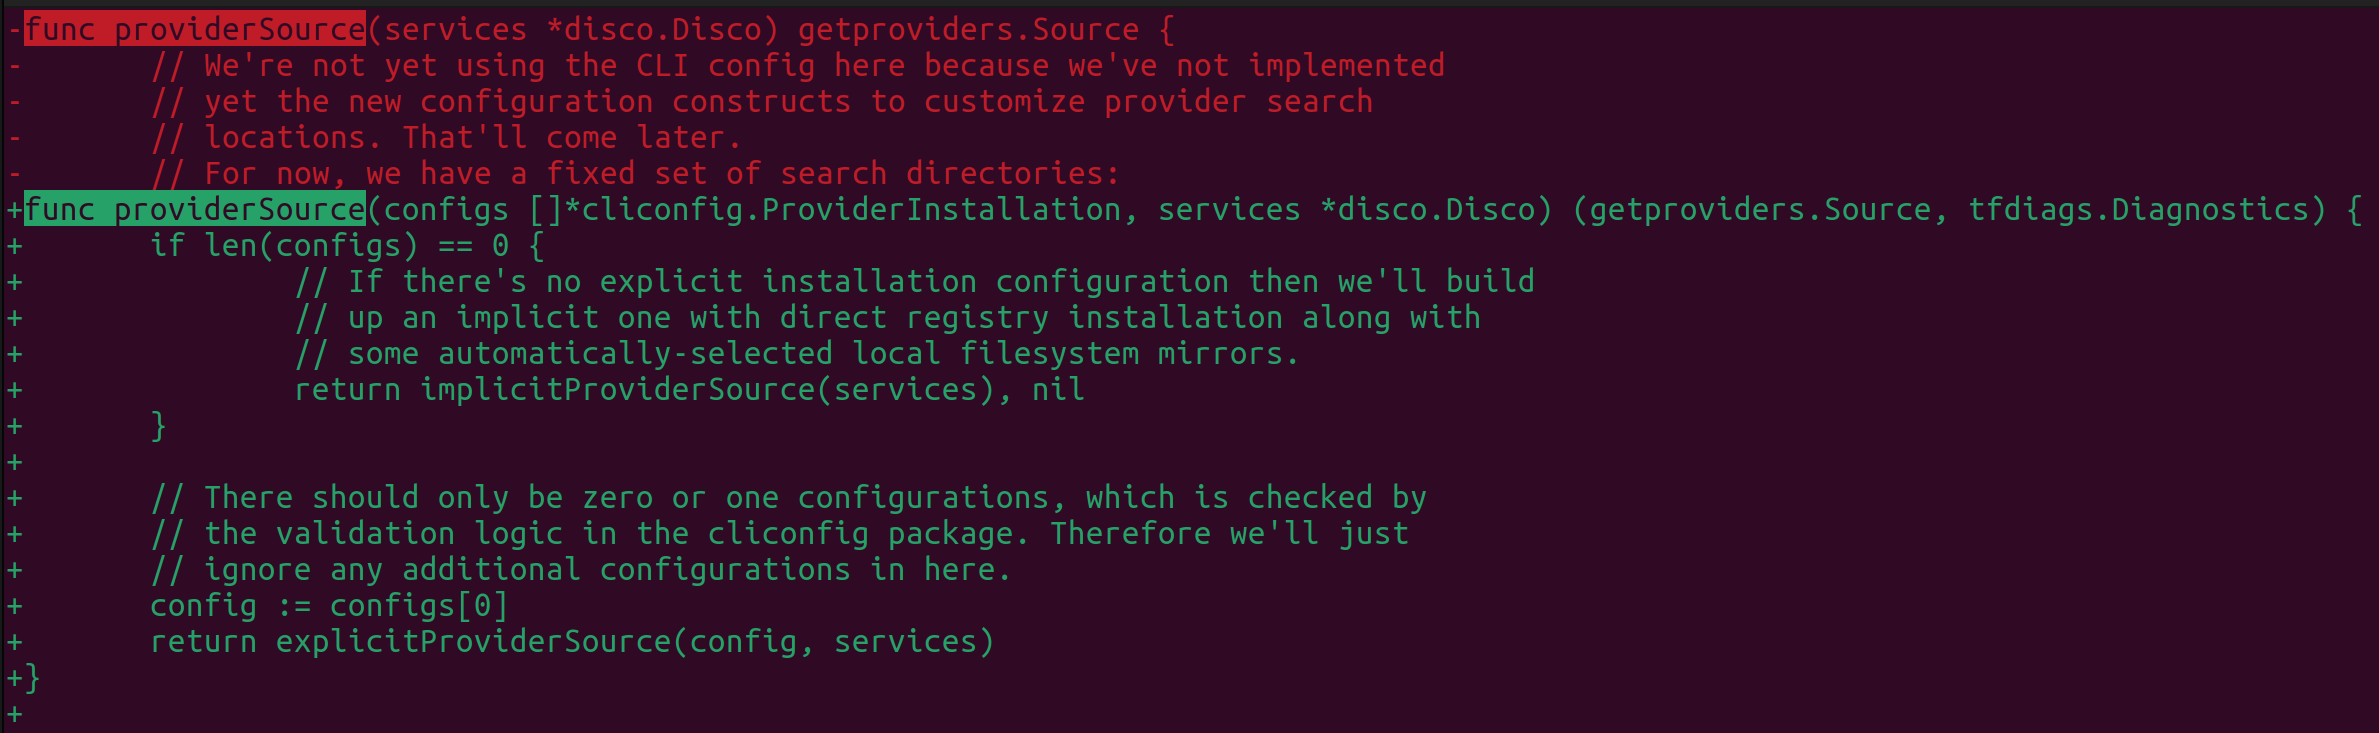 -func providerSource(services *disco.Disco) getproviders.Source {
-	// We're not yet using the CLI config here because we've not implemented
-	// yet the new configuration constructs to customize provider search
-	// locations. That'll come later.
-	// For now, we have a fixed set of search directories:
+func providerSource(configs []*cliconfig.ProviderInstallation, services *disco.Disco) (getproviders.Source, tfdiags.Diagnostics) {
+	if len(configs) == 0 {
+		// If there's no explicit installation configuration then we'll build
+		// up an implicit one with direct registry installation along with
+		// some automatically-selected local filesystem mirrors.
+		return implicitProviderSource(services), nil
+	}
+
+	// There should only be zero or one configurations, which is checked by
+	// the validation logic in the cliconfig package. Therefore we'll just
+	// ignore any additional configurations in here.
+	config := configs[0]
+	return explicitProviderSource(config, services)
+}
+